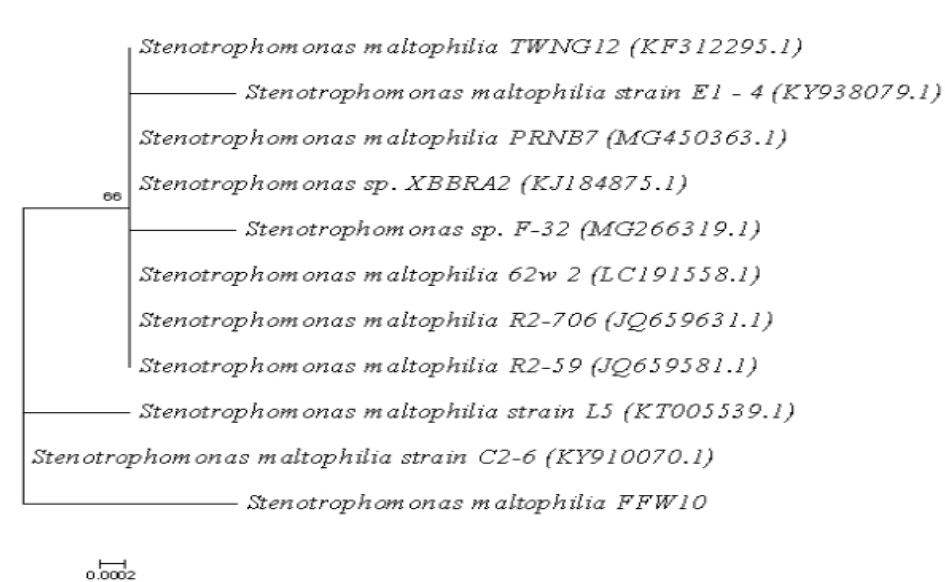 Stenotrophomonas maltophilia TWNG12 (KF312295.1)
Stenotrophomonas maltophilia strain E1 - 4 (KY938079.1)
Stenotrophomonas maltophilia PRNB7 (MG450363.1)
Stenotrophomonas sp. XBBRA2 (KJ184875.1)
66
Stenotrophomonas sp. F-32 (MG266319.1)
Stenotrophomonas maltophilia 62w 2 (LC191558.1)
Stenotrophomonas maltophilia R2-706 (JQ659631.1)
Stenotrophomonas maltophilia R2-59 (JQ659581.1)
Stenotrophomonas maltophilia strain L5 (KT005539.1)
Stenotrophomonas maltophilia strain C2-6 (KY910070.1)
Stenotrophomonas maltophilia FFW10
0.0002